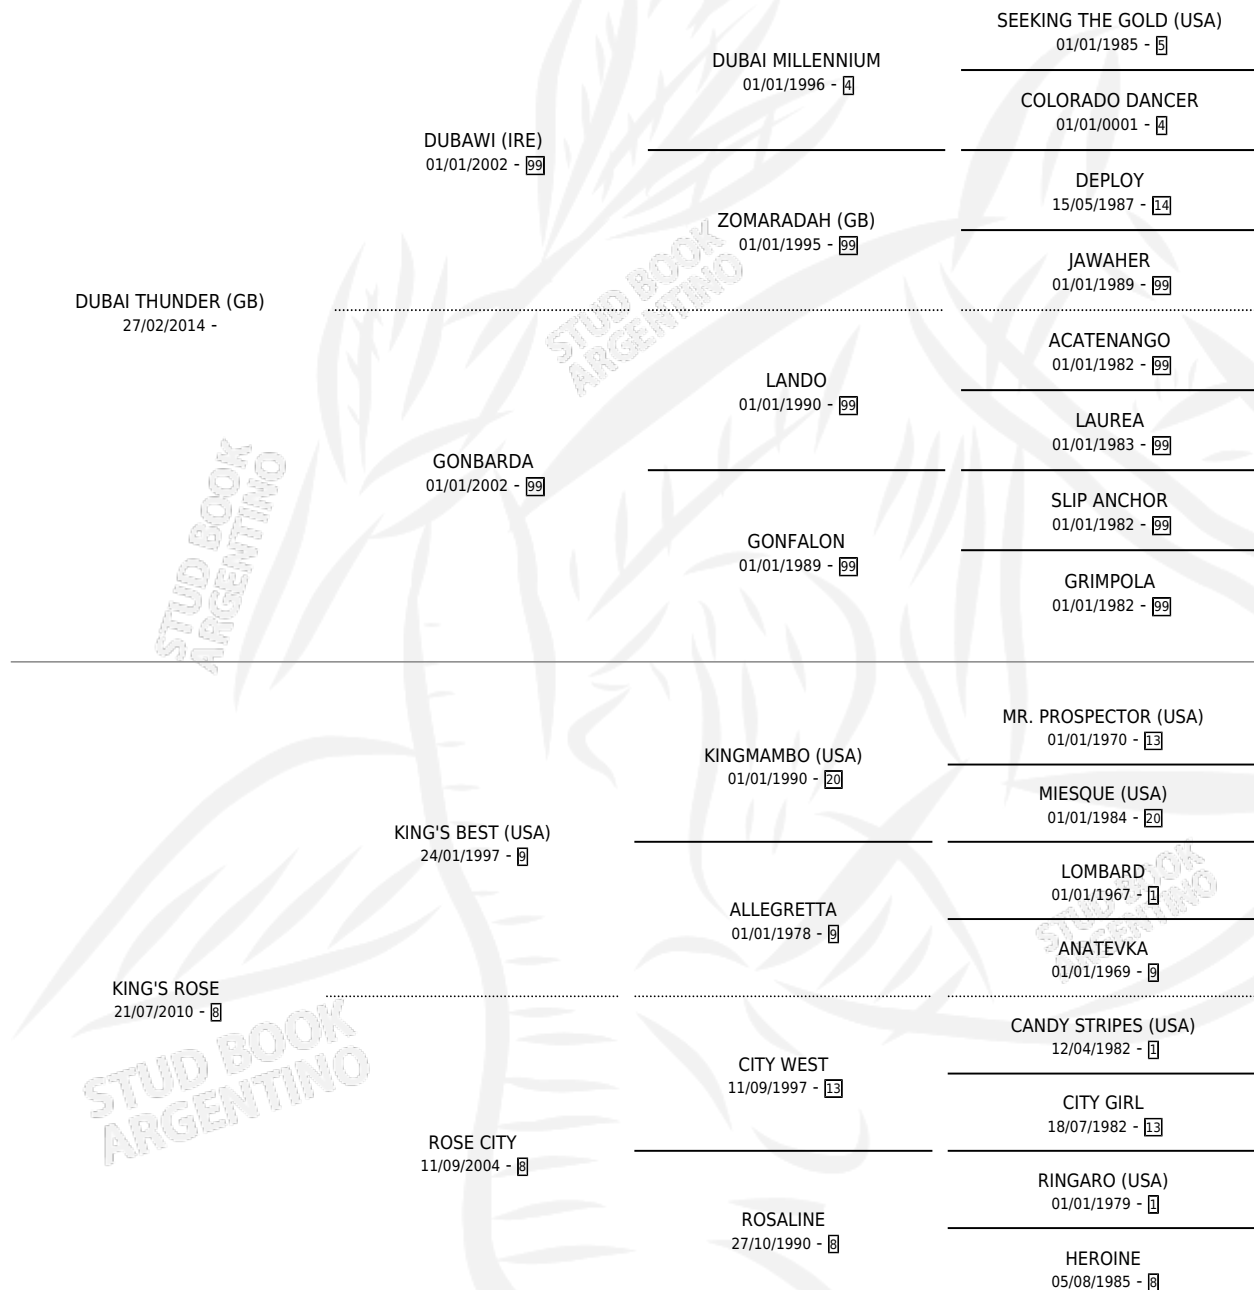 SEEKING THE GOLD (USA)
01/01/1985 - 5
DUBAI MILLENNIUM
01/01/1996 - 4
COLORADO DANCER
01/01/0001 - 4
DUBAWI (IRE)
01/01/2002 - 99
DEPLOY
15/05/1987 - 14
ZOMARADAH (GB)
01/01/1995 - 99
JAWAHER
01/01/1989 - 99
DUBAI THUNDER (GB)
27/02/2014 -
ACATENANGO
01/01/1982 - 99
LANDO
01/01/1990 - 99
LAUREA
01/01/1983 - 99
GONBARDA
01/01/2002 - 99
SLIP ANCHOR
01/01/1982 - 99
GONFALON
01/01/1989 - 99
GRIMPOLA
01/01/1982 - 99
MR. PROSPECTOR (USA)
01/01/1970 - 13
KINGMAMBO (USA)
01/01/1990 - 20
MIESQUE (USA)
01/01/1984 - 20
KING'S BEST (USA)
24/01/1997 - 9
LOMBARD
01/01/1967 - 1
ALLEGRETTA
01/01/1978 - 9
ANATEVKA
01/01/1969 - 9
KING'S ROSE
21/07/2010 - 8
CANDY STRIPES (USA)
12/04/1982 - 1
CITY WEST
11/09/1997 - 13
CITY GIRL
18/07/1982 - 13
ROSE CITY
11/09/2004 - 8
RINGARO (USA)
01/01/1979 - 1
ROSALINE
27/10/1990 - 8
HEROINE
05/08/1985 - 8
STUD BOOK
ARGENTINO
STUD BOOK
ARGENTINO
STUD BOOK
ARGENTINO
STUD BOOK
ARGENTINO